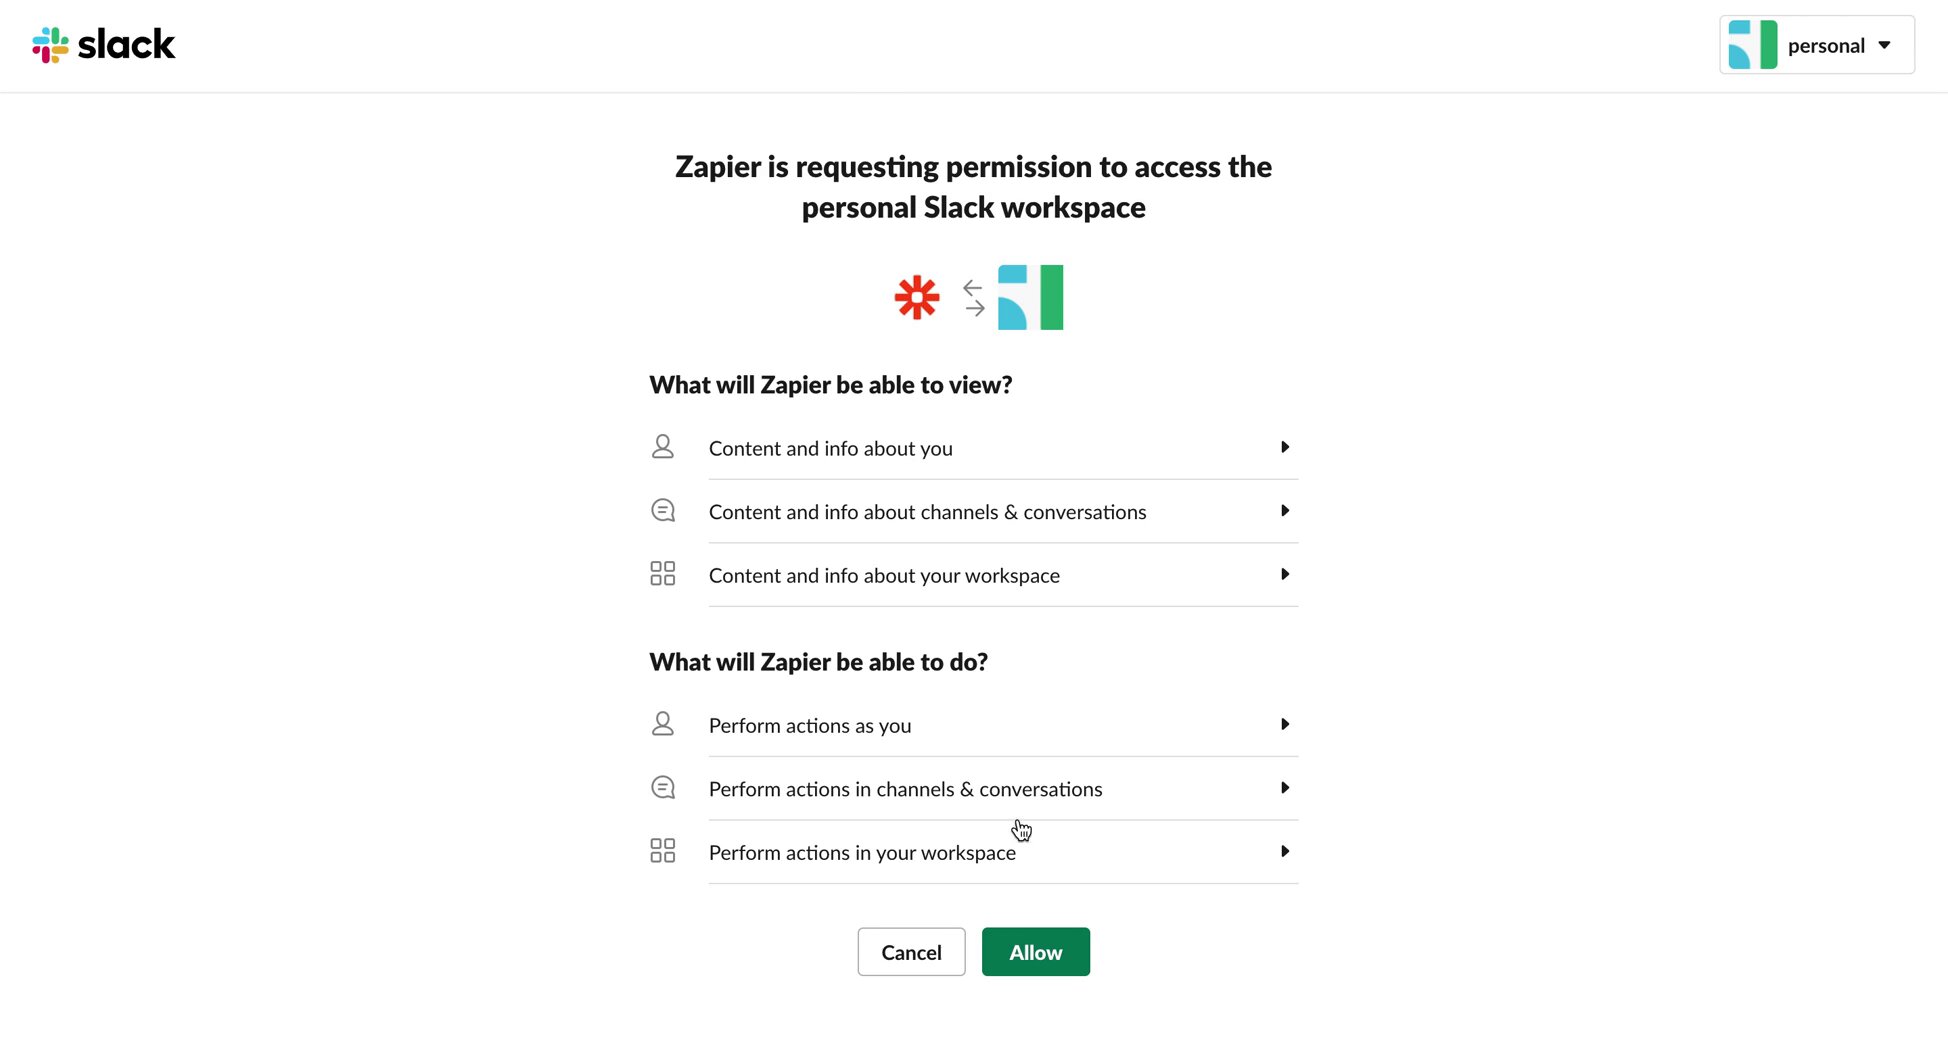 slack
personal
Zapier is requesting permission to access the
personal Slack workspace
What will Zapier be able to view?
Content and info about you
Content and info about channels & conversations
Content and info about your workspace
What will Zapier be able to do?
Perform actions as you
Perform actions in channels & conversations
Perform actions in your workspace
Cancel
Allow